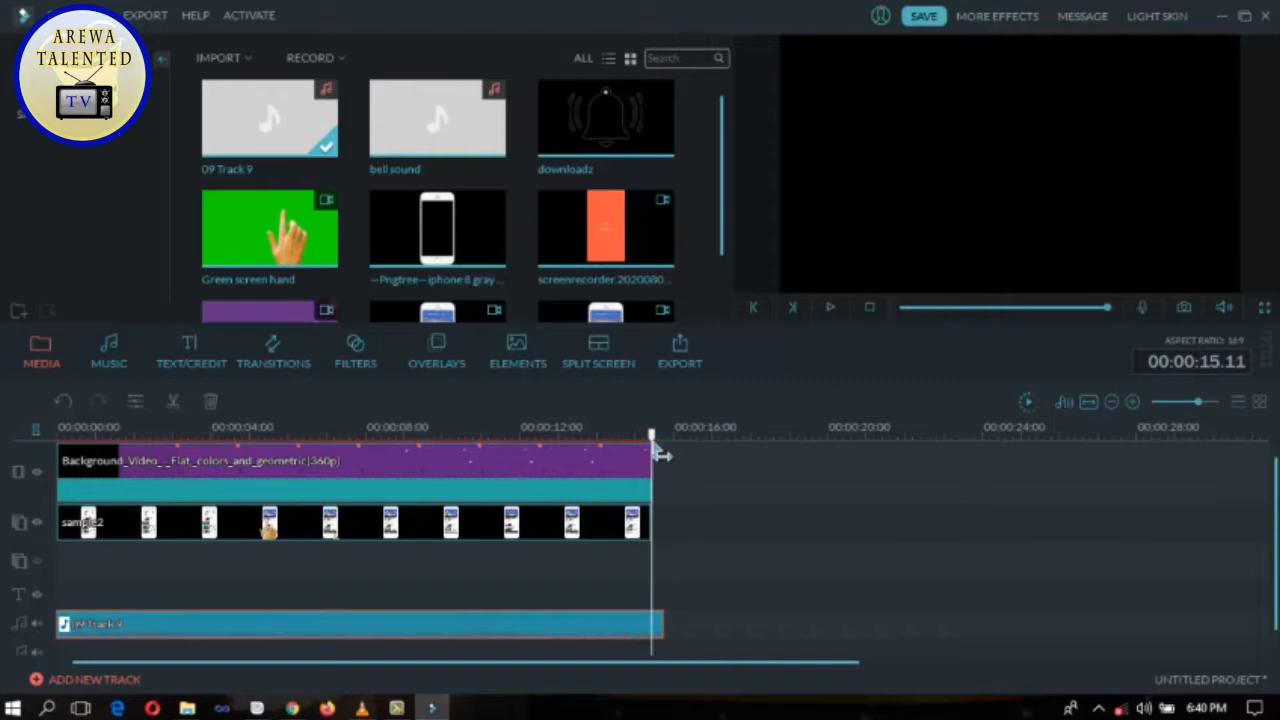 EXPORT HELP ACTIVATE
SAVE MORE EFFECTS MESSAGE LIGHT SKIN
AREWA
TALENTED
TV
IMPORT RECORD ALL Search
09 Track 9 bell sound downloadz
Green screen hand --Pngtree--iphone 8 gray ... screenrecorder 2020080...
MEDIA MUSIC TEXT/CREDIT TRANSITIONS FILTERS OVERLAYS ELEMENTS SPLIT SCREEN EXPORT
ASPECT RATIO: 16:9
00:00:15.11
00:00:00:00 00:00:04:00 00:00:08:00 00:00:12:00 00:00:16:00 00:00:20:00 00:00:24:00 00:00:28:00
Background_Video_-_Flat_colors_and_geometric(360p)
sample2
09 Track 9
ADD NEW TRACK UNTITLED PROJECT *
6:40 PM